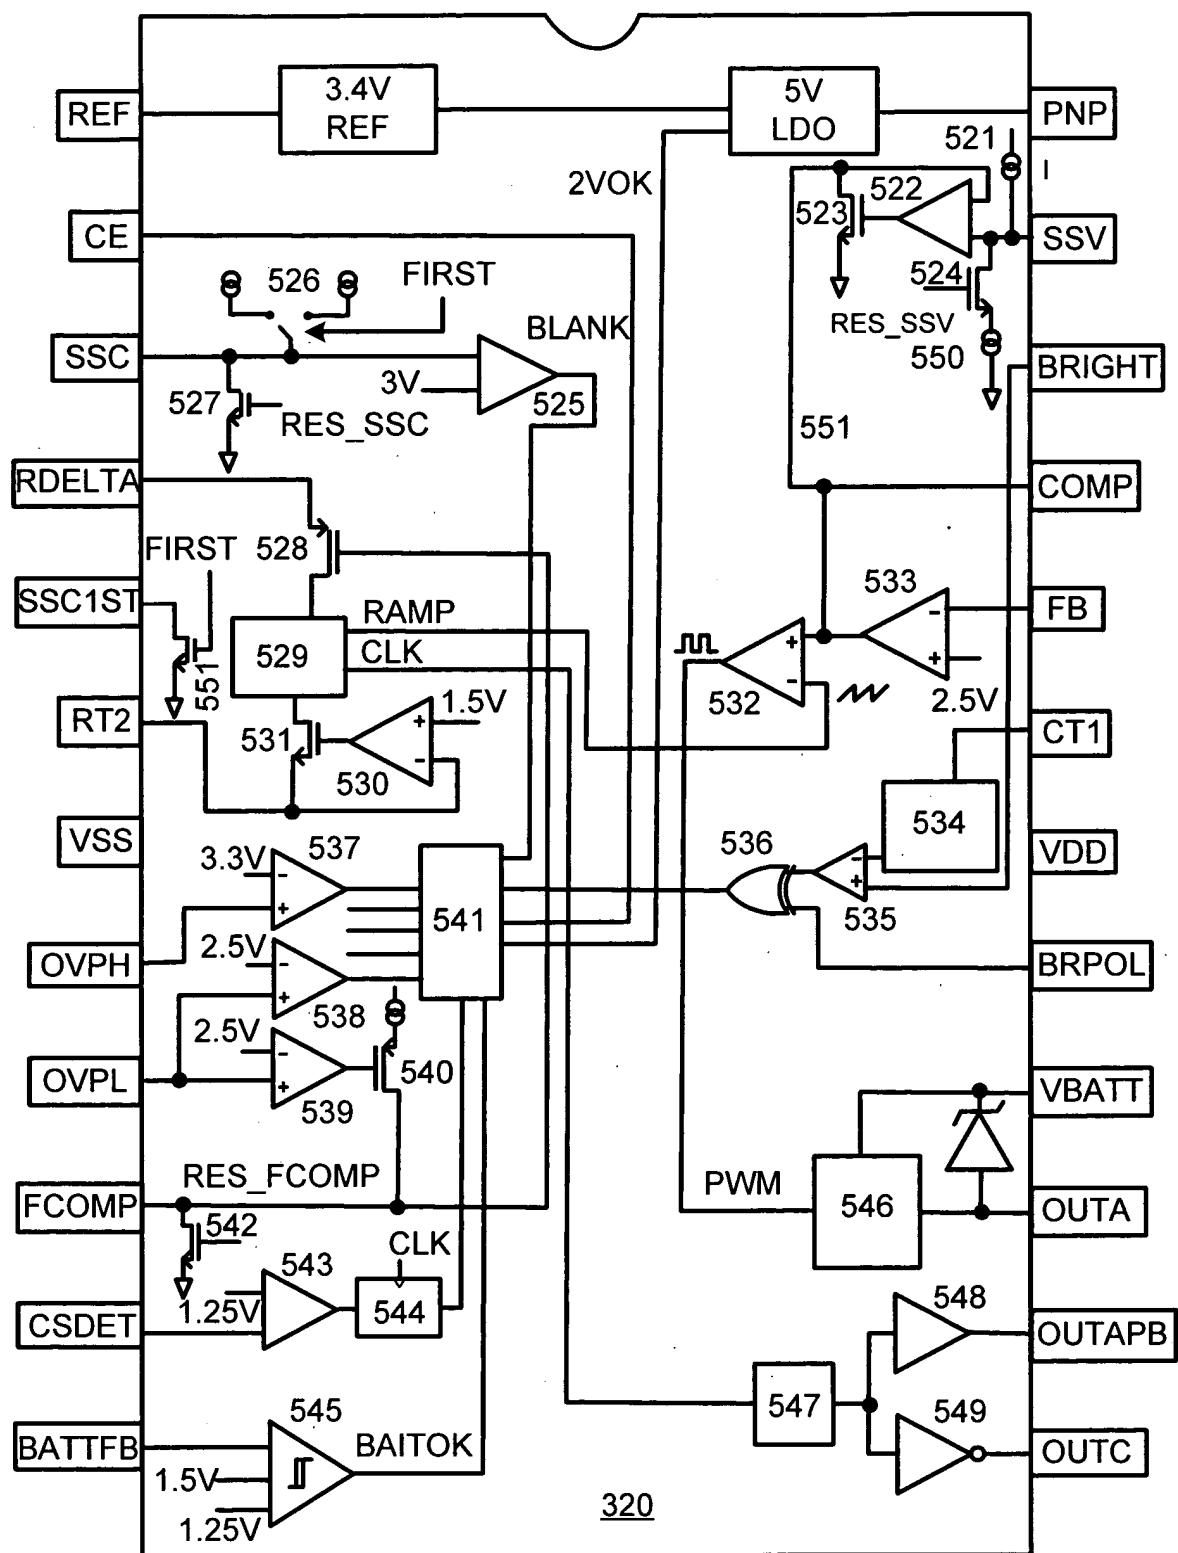 REF
3.4V
REF
5V
LDO
PNP
521
I
2VOK
522
523
CE
SSV
524
526
FIRST
RES_SSV
550
BLANK
SSC
3V
525
BRIGHT
527
RES_SSC
551
RDELTA
COMP
FIRST
528
533
SSC1ST
RAMP
FB
529
CLK
551
532
2.5V
RT2
1.5V
531
530
CT1
534
VSS
537
536
VDD
3.3V
541
535
OVPH
2.5V
BRPOL
538
2.5V
540
OVPL
539
VBATT
RES_FCOMP
PWM
546
FCOMP
542
OUTA
CLK
543
1.25V
544
548
CSDET
OUTAPB
547
549
545
BATTFB
BAITOK
OUTC
1.5V
1.25V
320